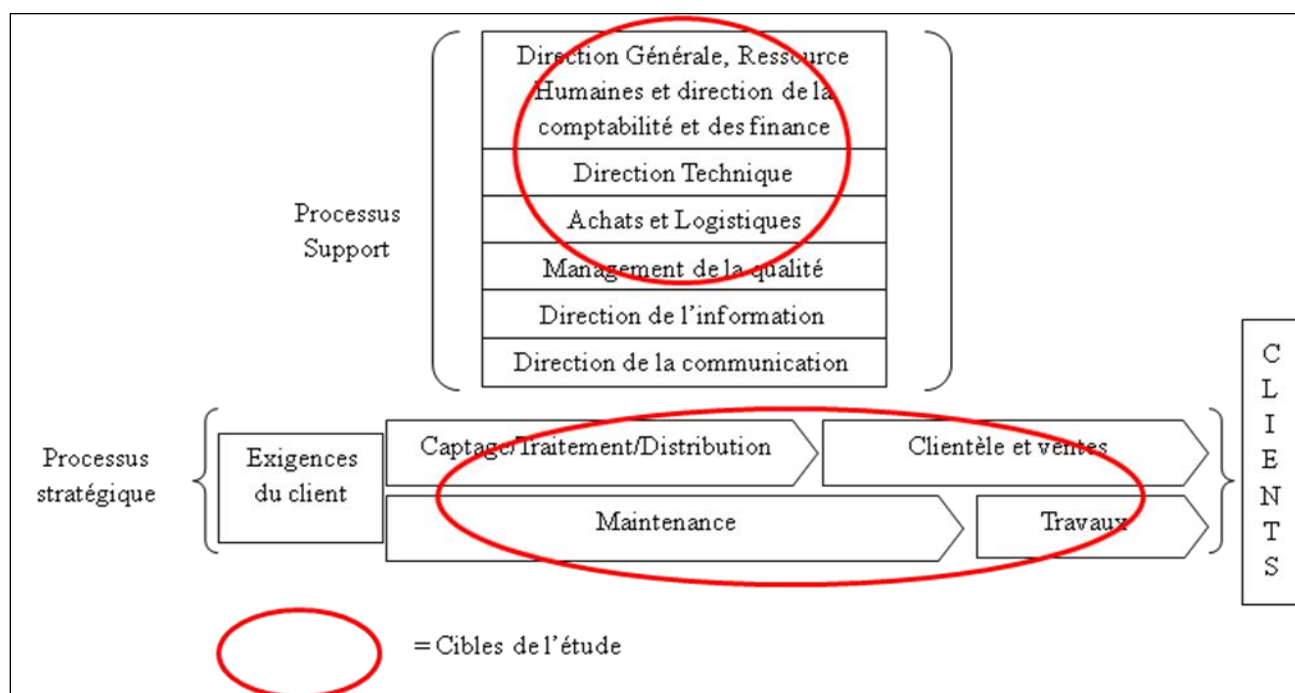 Direction Générale, Ressource
Humaines et direction de la
comptabilité et des finance
Direction Technique
Achats et Logistiques
Management de la qualité
Direction de l'information
Direction de la communication
Processus
Support
Processus
stratégique
Exigences
du client
Captage/Traitement/Distribution
Clientèle et ventes
Maintenance
Travaux
C
L
I
E
N
T
S
= Cibles de l'étude